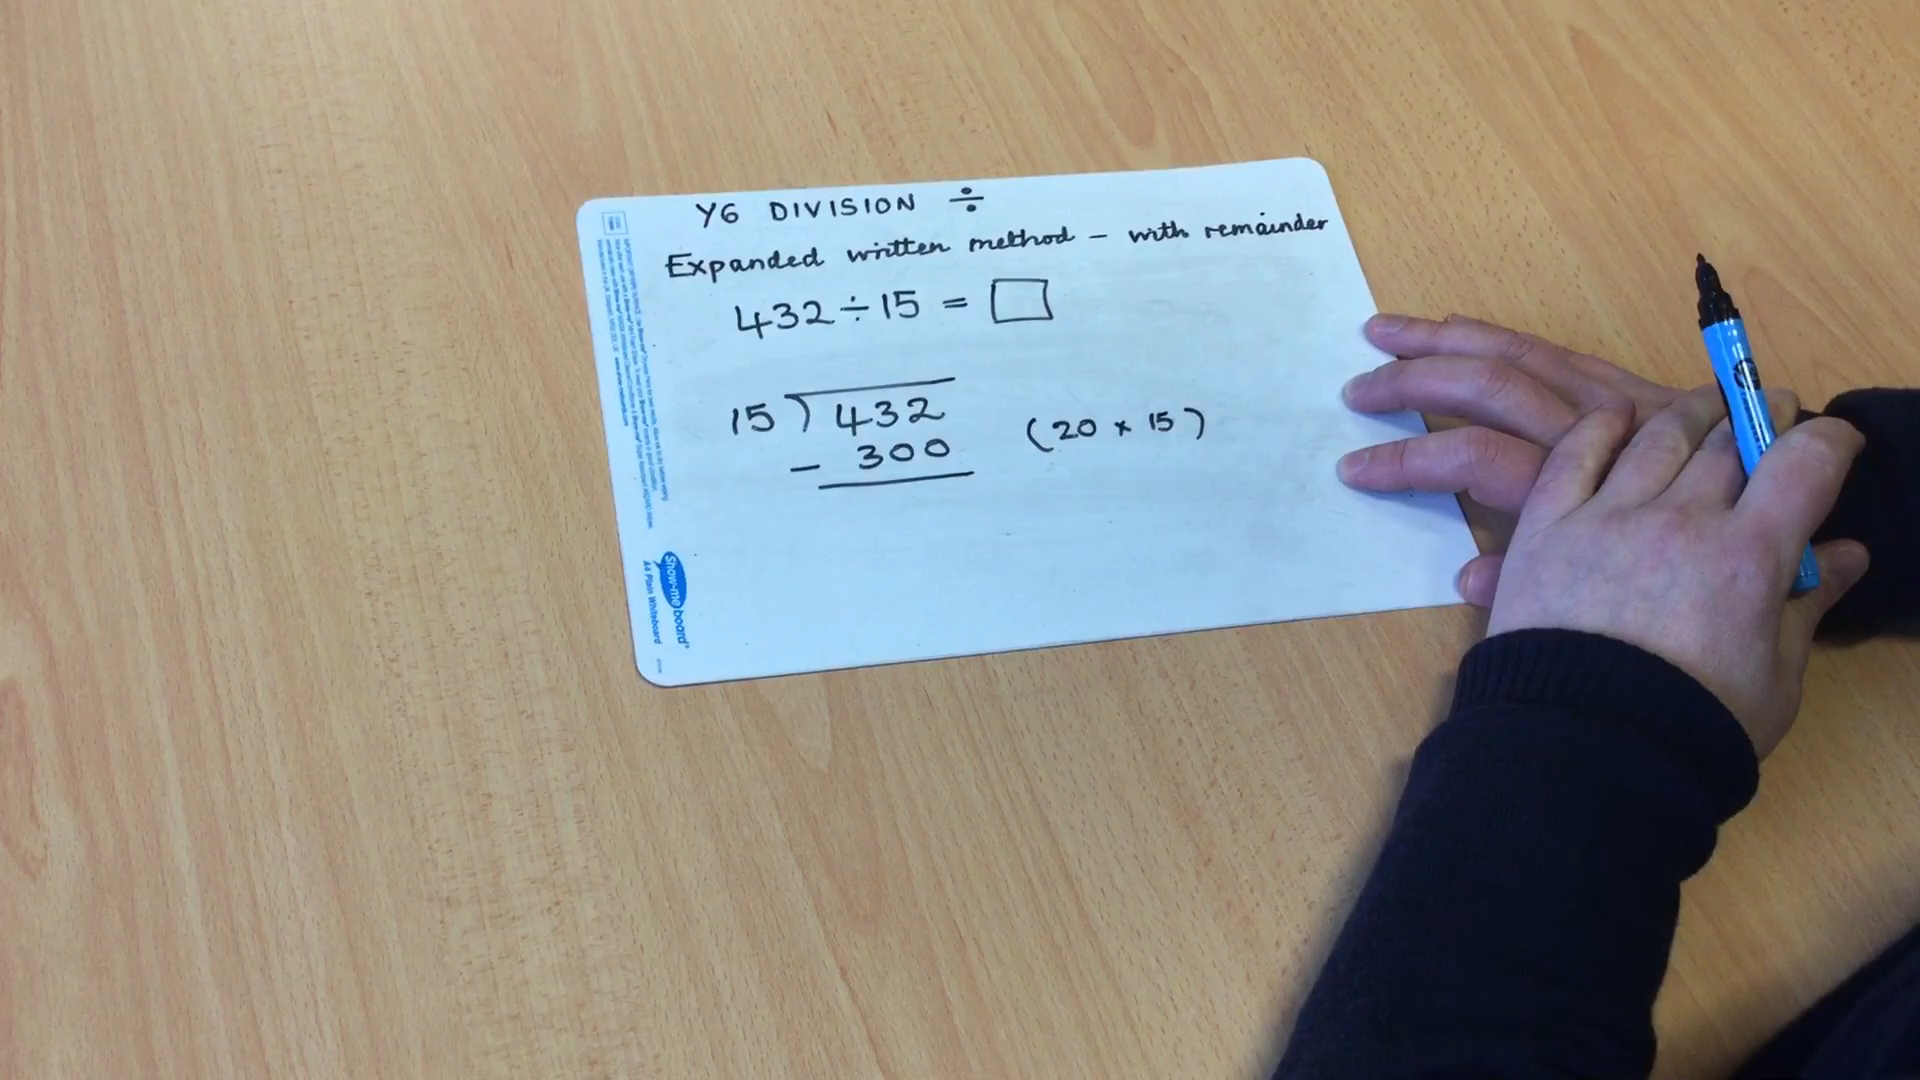 Y6 DIVISION ÷
Expanded written method - with remainder
432 ÷ 15 = □
15 ) 432 (20 × 15)
- 300
Show-me board
A4 Plain Whiteboard